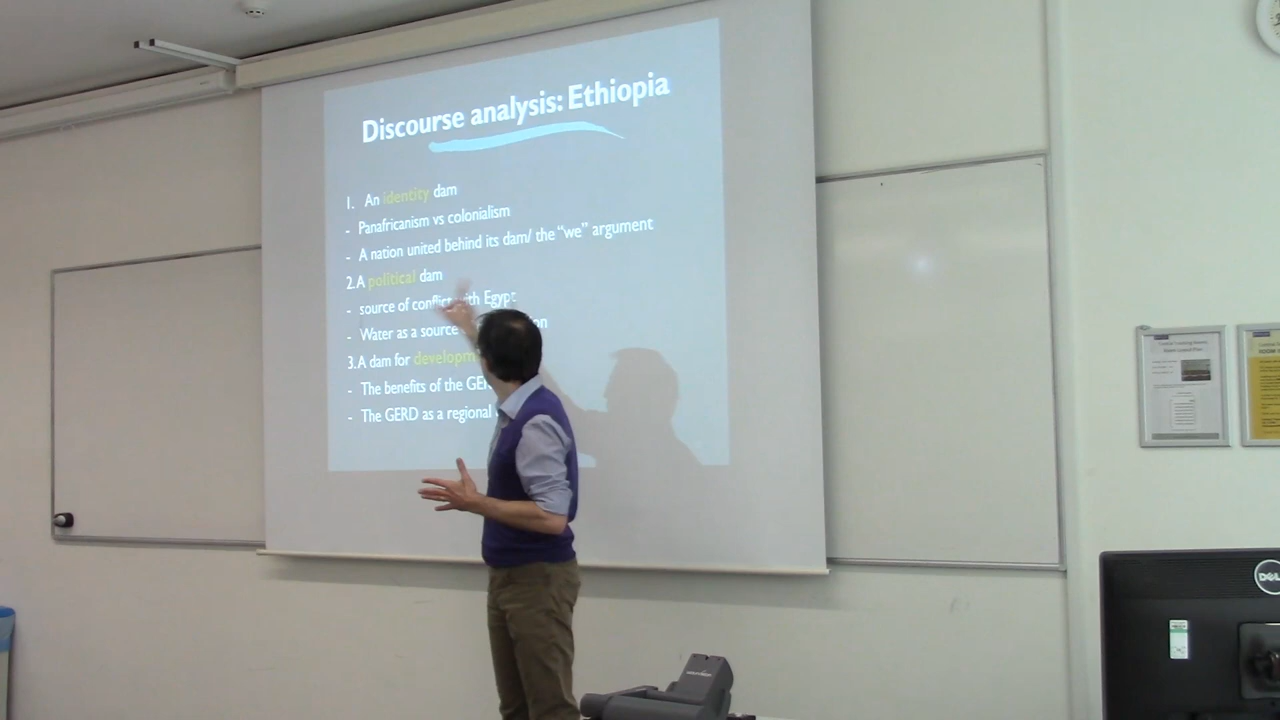 Discourse analysis: Ethiopia
1. An identity dam
- Panafricanism vs colonialism
- A nation united behind its dam/ the "we" argument
2. A political dam
- source of conflict with Egypt
- Water as a source
3. A dam for
- The benefits of the
- The GERD as a regional
DELL